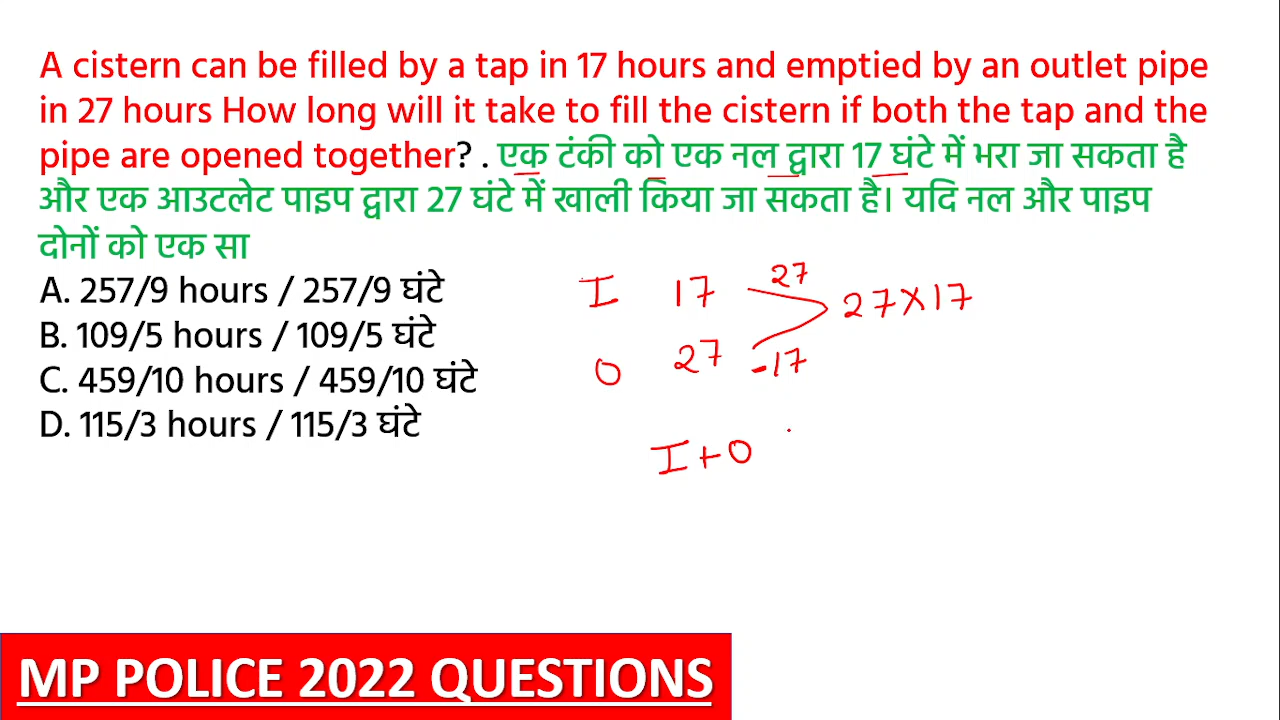 A cistern can be filled by a tap in 17 hours and emptied by an outlet pipe
in 27 hours How long will it take to fill the cistern if both the tap and the
pipe are opened together? . एक टंकी को एक नल द्वारा 17 घंटे में भरा जा सकता है
और एक आउटलेट पाइप द्वारा 27 घंटे में खाली किया जा सकता है। यदि नल और पाइप
दोनों को एक सा
A. 257/9 hours / 257/9 घंटे
B. 109/5 hours / 109/5 घंटे
C. 459/10 hours / 459/10 घंटे
D. 115/3 hours / 115/3 घंटे
I 17 27 27X17
O 27 -17
I+O
MP POLICE 2022 QUESTIONS